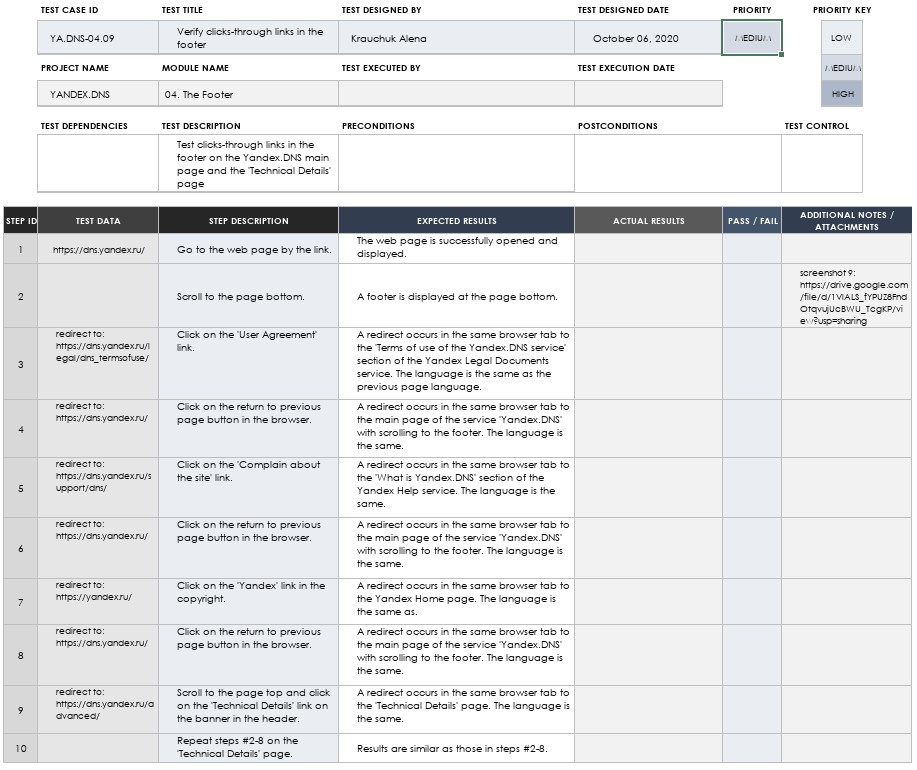 TEST CASE ID TEST TITLE TEST DESIGNED BY TEST DESIGNED DATE PRIORITY PRIORITY KEY
YA.DNS-04.09
Verify clicks-through links in the
footer
Krauchuk Alena
October 06, 2020
LOW
PROJECT NAME MODULE NAME TEST EXECUTED BY TEST EXECUTION DATE
YANDEX.DNS 04. The Footer
HIGH
TEST DEPENDENCIES TEST DESCRIPTION PRECONDITIONS POSTCONDITIONS TEST CONTROL
Test clicks-through links in the
footer on the Yandex.DNS main
page and the 'Technical Details'
page
STEP ID TEST DATA STEP DESCRIPTION EXPECTED RESULTS ACTUAL RESULTS PASS / FAIL
ADDITIONAL NOTES /
ATTACHMENTS
1
https://dns.yandex.ru/
Go to the web page by the link.
The web page is successfully opened and
displayed.
2
Scroll to the page bottom.
A footer is displayed at the page bottom.
screenshot 9:
https://drive.google.com
ew?usp=sharing
3
redirect to:
https://dns.yandex.ru/l
egal/dns_termsofuse/
Click on the 'User Agreement'
link.
A redirect occurs in the same browser tab to
the 'Terms of use of the Yandex.DNS service'
section of the Yandex Legal Documents
service. The language is the same as the
previous page language.
4
redirect to:
https://dns.yandex.ru/
Click on the return to previous
page button in the browser.
A redirect occurs in the same browser tab to
the main page of the service 'Yandex.DNS'
with scrolling to the footer. The language is
the same.
5
redirect to:
https://dns.yandex.ru/s
upport/dns/
Click on the 'Complain about
the site' link.
A redirect occurs in the same browser tab to
the 'What is Yandex.DNS' section of the
Yandex Help service. The language is the
same.
6
redirect to:
https://dns.yandex.ru/
Click on the return to previous
page button in the browser.
A redirect occurs in the same browser tab to
the main page of the service 'Yandex.DNS'
with scrolling to the footer. The language is
the same.
7
redirect to:
https://yandex.ru/
Click on the 'Yandex' link in the
copyright.
A redirect occurs in the same browser tab to
the Yandex Home page. The language is
the same as.
8
redirect to:
https://dns.yandex.ru/
Click on the return to previous
page button in the browser.
A redirect occurs in the same browser tab to
the main page of the service 'Yandex.DNS'
with scrolling to the footer. The language is
the same.
9
redirect to:
https://dns.yandex.ru/a
dvanced/
Scroll to the page top and click
on the 'Technical Details' link on
the banner in the header.
A redirect occurs in the same browser tab to
the 'Technical Details' page. The language is
the same.
10
Repeat steps #2-8 on the
'Technical Details' page.
Results are similar as those in steps #2-8.